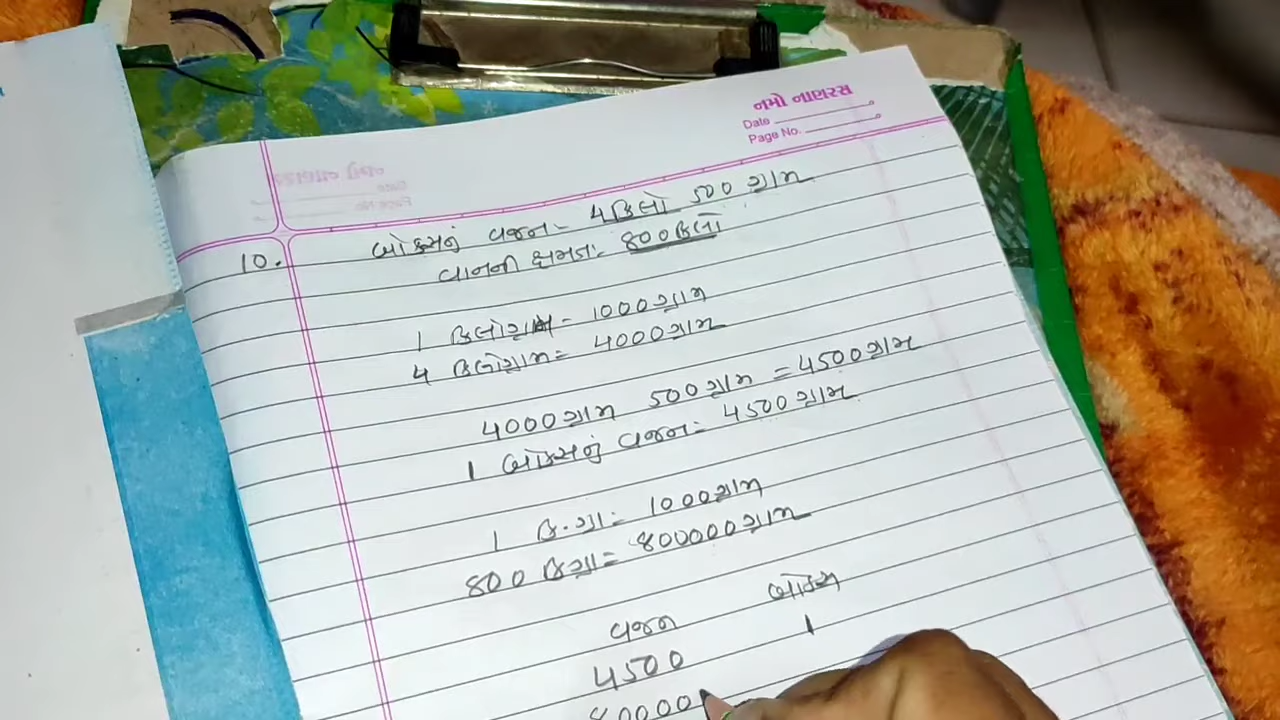 નમો નારાયણ
Date
Page No.
10. બોક્સનું વજન:- 4 કિલો 500 ગ્રામ
વાનની ક્ષમતા:- 800 કિલો
1 કિલોગ્રામ = 1000 ગ્રામ
4 કિલોગ્રામ = 4000 ગ્રામ
4000 ગ્રામ 500 ગ્રામ = 4500 ગ્રામ
1 બોક્સનું વજન = 4500 ગ્રામ
1 કિ.ગ્રા = 1000 ગ્રામ
800 કિગ્રા = 800000 ગ્રામ
વજન બોક્સ
4500 1